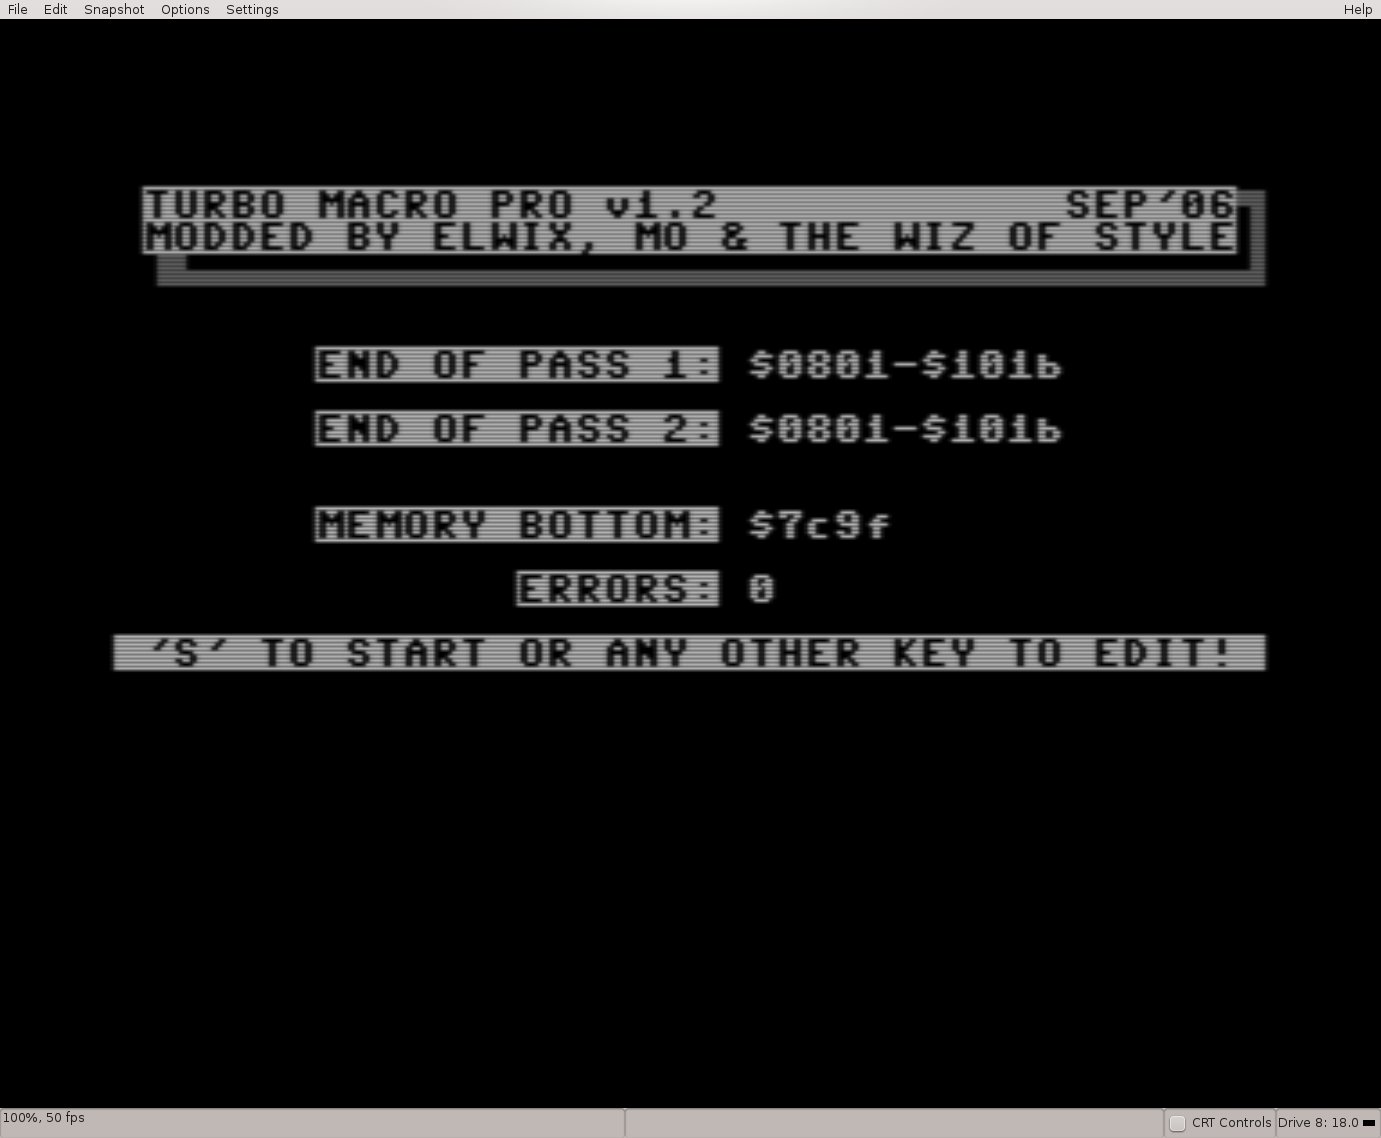 File Edit Snapshot Options Settings Help
TURBO MACRO PRO v1.2 SEP'06
MODDED BY ELWIX, MO & THE WIZ OF STYLE
END OF PASS 1: $0801-$101b
END OF PASS 2: $0801-$101b
MEMORY BOTTOM: $7c9f
ERRORS: 0
'S' TO START OR ANY OTHER KEY TO EDIT!
100%, 50 fps CRT Controls Drive 8: 18.0